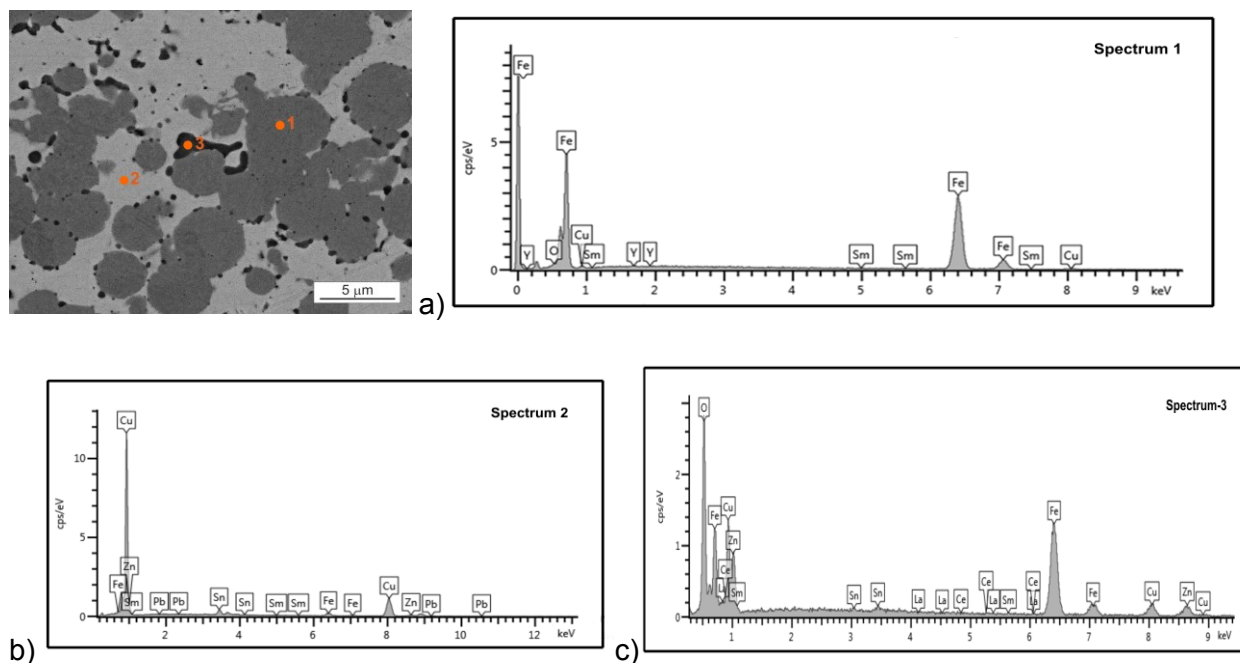 1
3
2
5 μm
a)
Spectrum 1
cps/eV
5
0
Fe
Fe
Fe
Fe
Y
O
Cu
Sm
Y
Y
Sm
Sm
Sm
Cu
0 1 2 3 4 5 6 7 8 9 keV
b)
Spectrum 2
cps/eV
10
5
0
Cu
Zn
Fe
Sm
Pb
Pb
Sn
Sn
Sm
Sm
Fe
Fe
Cu
Zn
Pb
Pb
2 4 6 8 10 12 keV
c)
Spectrum-3
cps/eV
3
2
1
0
O
Fe
Cu
Zn
Ce
La
Sm
Sn
Sn
La
La
Ce
Ce
La
Sm
Ce
La
Fe
Fe
Cu
Zn
Cu
1 2 3 4 5 6 7 8 9 keV